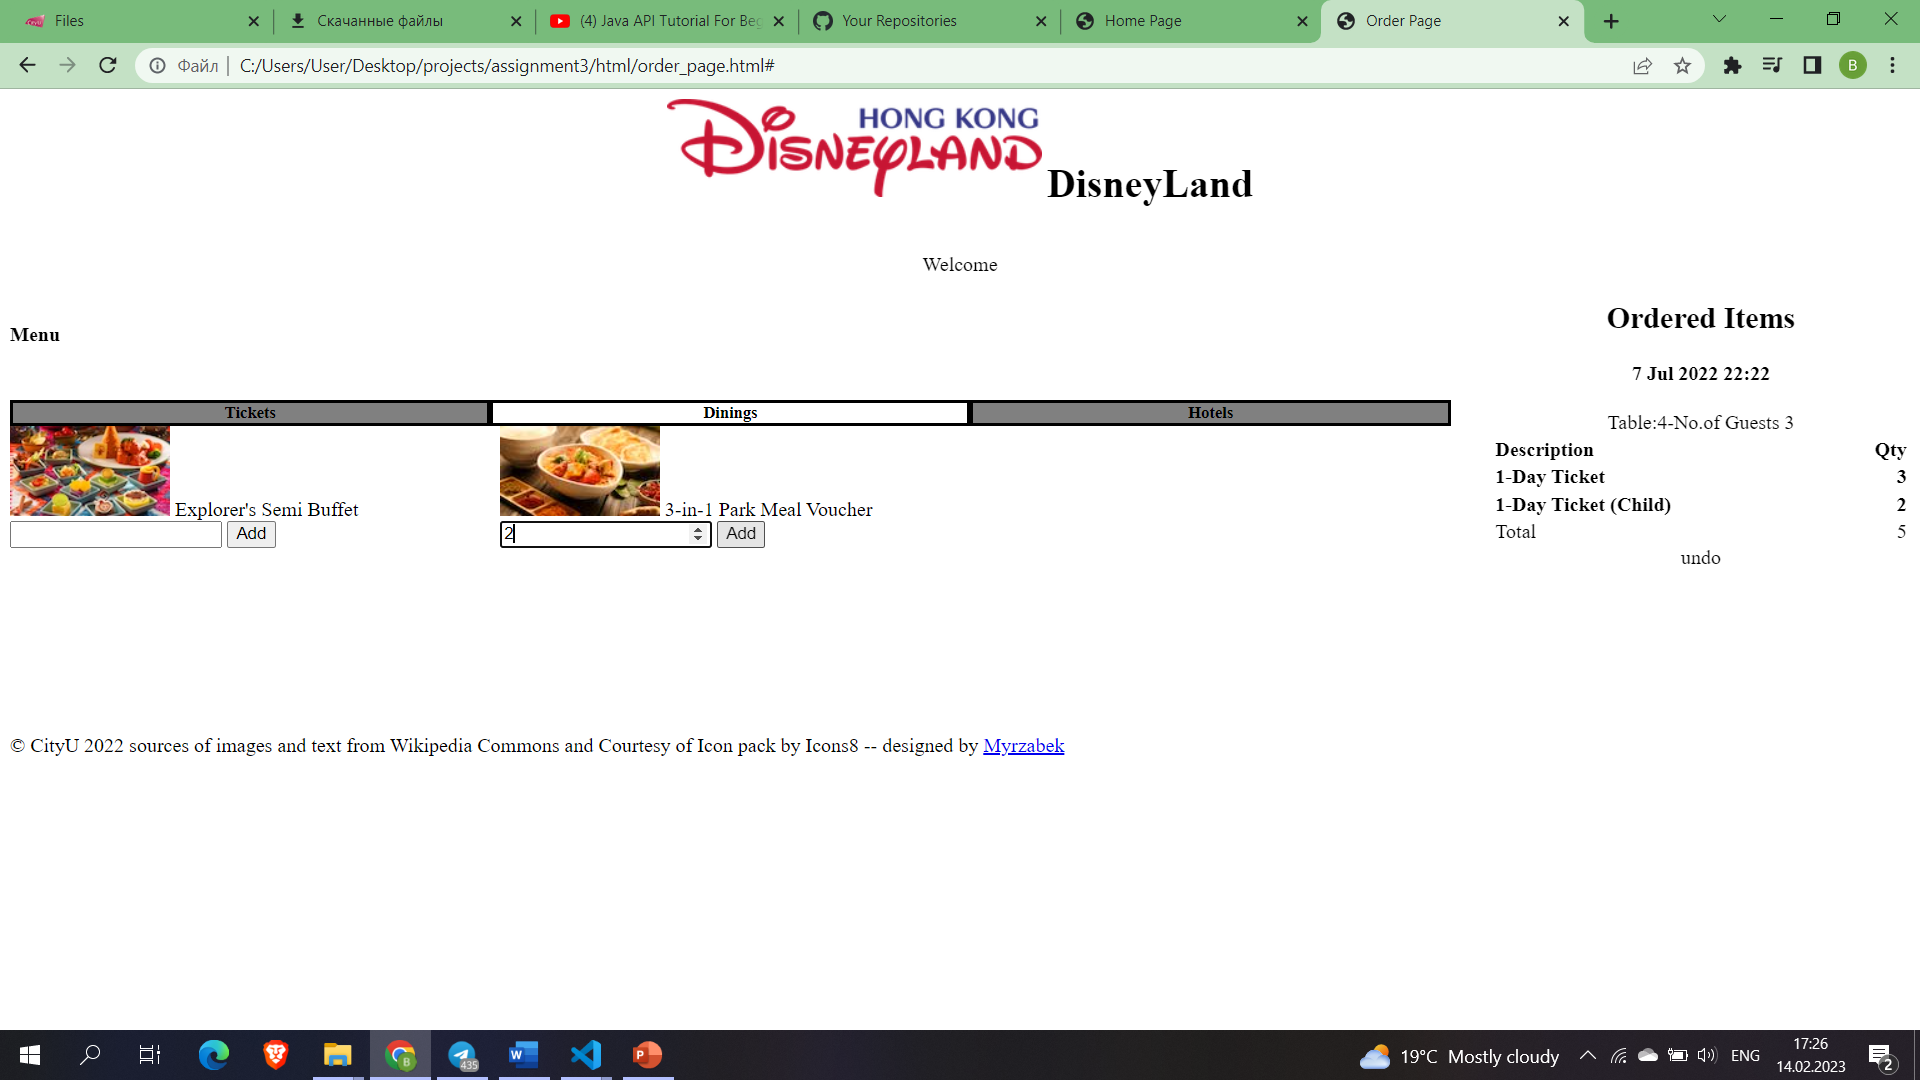 Files
Скачанные файлы
(4) Java API Tutorial For Beg
Your Repositories
Home Page
Order Page
Файл
C:/Users/User/Desktop/projects/assignment3/html/order_page.html#
B
HONG KONG
DISNEYLAND
DisneyLand
Welcome
Menu
Tickets
Dinings
Hotels
Explorer's Semi Buffet
Add
3-in-1 Park Meal Voucher
2
Add
Ordered Items
7 Jul 2022 22:22
Table:4-No.of Guests 3
Description Qty
1-Day Ticket 3
1-Day Ticket (Child) 2
Total 5
undo
© CityU 2022 sources of images and text from Wikipedia Commons and Courtesy of Icon pack by Icons8 -- designed by Myrzabek
B
435
W
P
19°C Mostly cloudy
ENG
17:26
14.02.2023
2